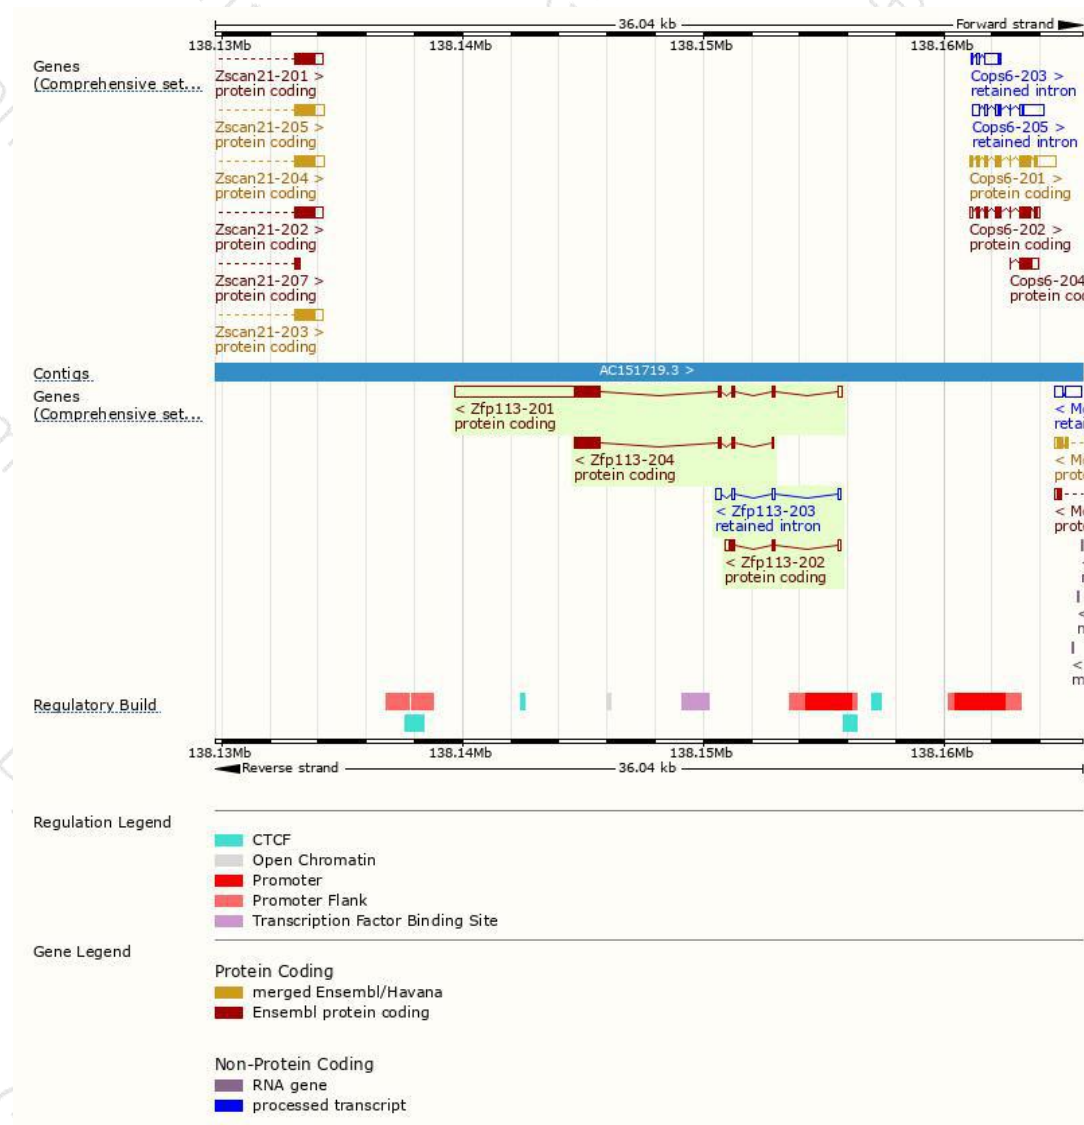 36.04 kb
Forward strand
138.13Mb
138.14Mb
138.15Mb
138.16Mb
Genes
(Comprehensive set...
Zscan21-201 >
protein coding
Zscan21-205 >
protein coding
Zscan21-204 >
protein coding
Zscan21-202 >
protein coding
Zscan21-207 >
protein coding
Zscan21-203 >
protein coding
Cops6-203 >
retained intron
Cops6-205 >
retained intron
Cops6-201 >
protein coding
Cops6-202 >
protein coding
Cops6-204
protein co
Contigs
AC151719.3 >
Genes
(Comprehensive set...
< Zfp113-201
protein coding
< Zfp113-204
protein coding
< Zfp113-203
retained intron
< Zfp113-202
protein coding
Regulatory Build
138.13Mb
138.14Mb
138.15Mb
138.16Mb
Reverse strand
36.04 kb
Regulation Legend
CTCF
Open Chromatin
Promoter
Promoter Flank
Transcription Factor Binding Site
Gene Legend
Protein Coding
merged Ensembl/Havana
Ensembl protein coding
Non-Protein Coding
RNA gene
processed transcript